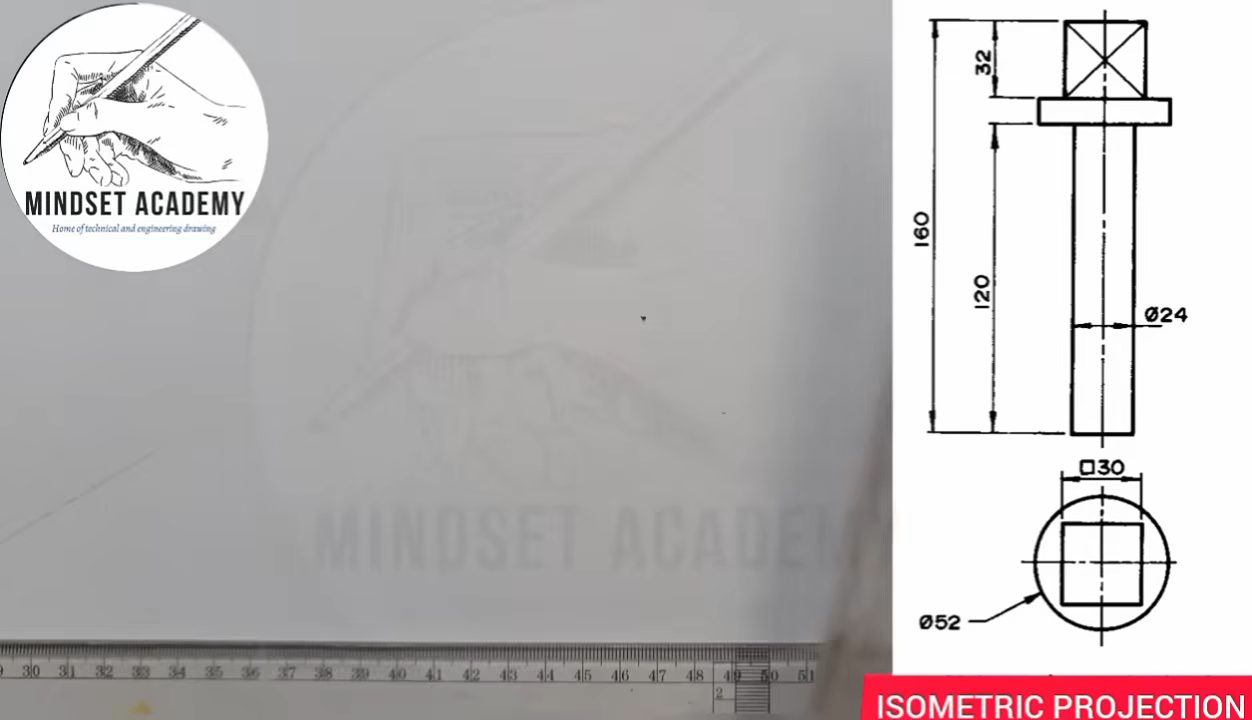 MINDSET ACADEMY
Home of technical and engineering drawing
MINDSET ACADEM
30 31 32 33 34 35 36 37 38 39 40 41 42 43 44 45 46 47 48 49 50 51
2
32
160
120
Ø24
□30
Ø52
ISOMETRIC PROJECTION